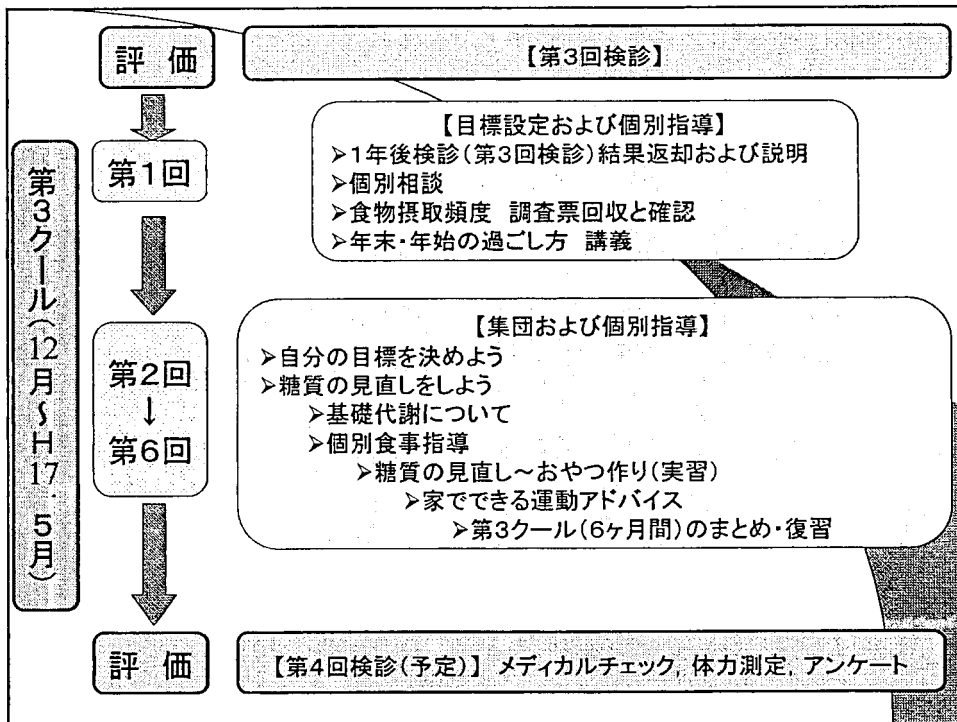 評 価
【第3回検診】
第3クール(12月~H17.5月)
第1回
【目標設定および個別指導】
➢1年後検診(第3回検診)結果返却および説明
➢個別相談
➢食物摂取頻度 調査票回収と確認
➢年末・年始の過ごし方 講義
第2回
↓
第6回
【集団および個別指導】
➢自分の目標を決めよう
➢糖質の見直しをしよう
➢基礎代謝について
➢個別食事指導
➢糖質の見直し~おやつ作り(実習)
➢家でできる運動アドバイス
➢第3クール(6ヶ月間)のまとめ・復習
評 価
【第4回検診(予定)】 メディカルチェック, 体力測定, アンケート